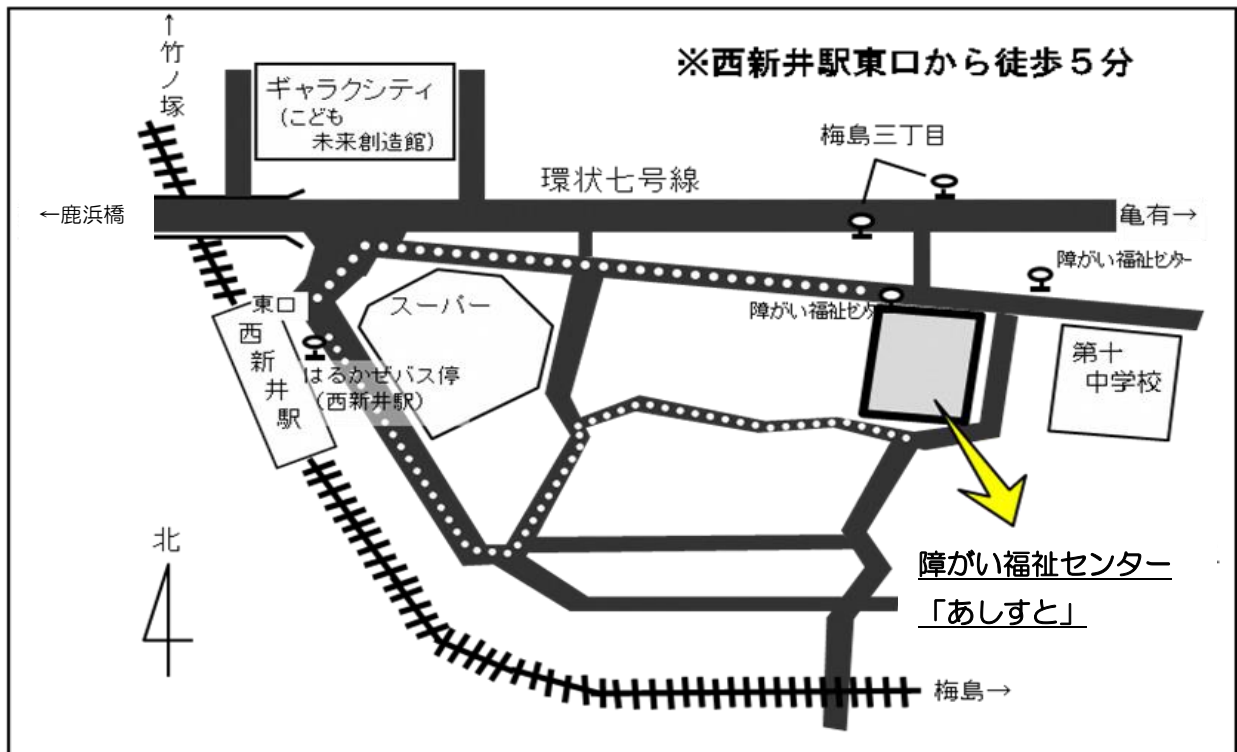 ↑竹ノ塚
※西新井駅東口から徒歩5分
ギャラクシティ
(こども
未来創造館)
梅島三丁目
環状七号線
←鹿浜橋
亀有→
障がい福祉センター
東口
スーパー
障がい福祉センタ
西新井駅
はるかぜバス停
(西新井駅)
第十
中学校
北
障がい福祉センター
「あしすと」
梅島→